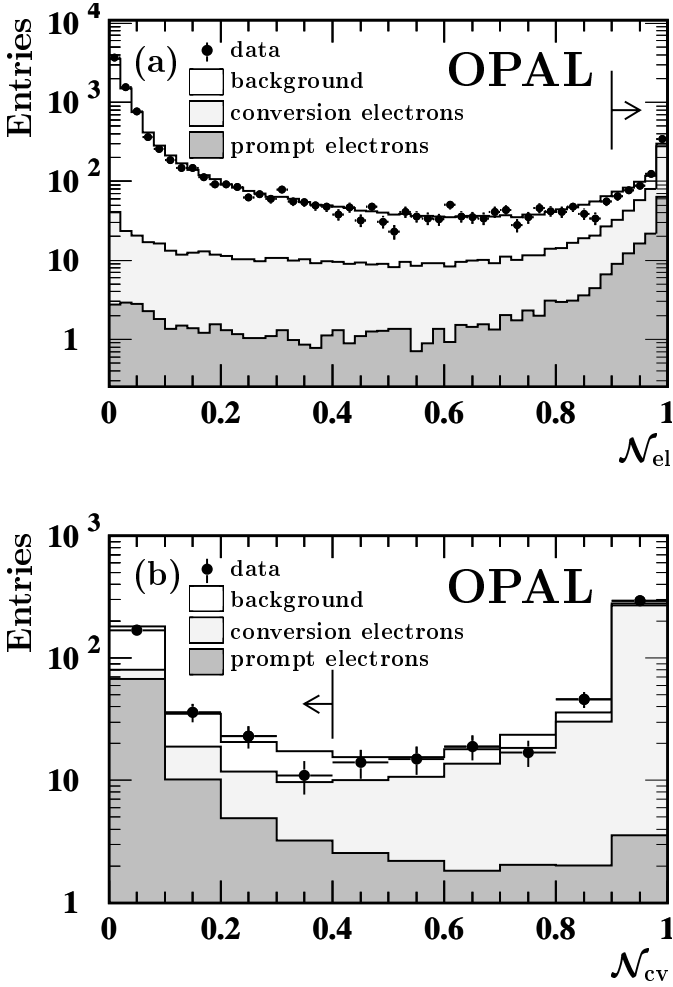 Entries
10 4
(a) data OPAL
background
10 3
conversion electrons
prompt electrons
10 2
10
1
0 0.2 0.4 0.6 0.8 1
𝒩el
Entries
10 3
(b) data OPAL
background
conversion electrons
10 2
prompt electrons
10
1
0 0.2 0.4 0.6 0.8 1
𝒩cv